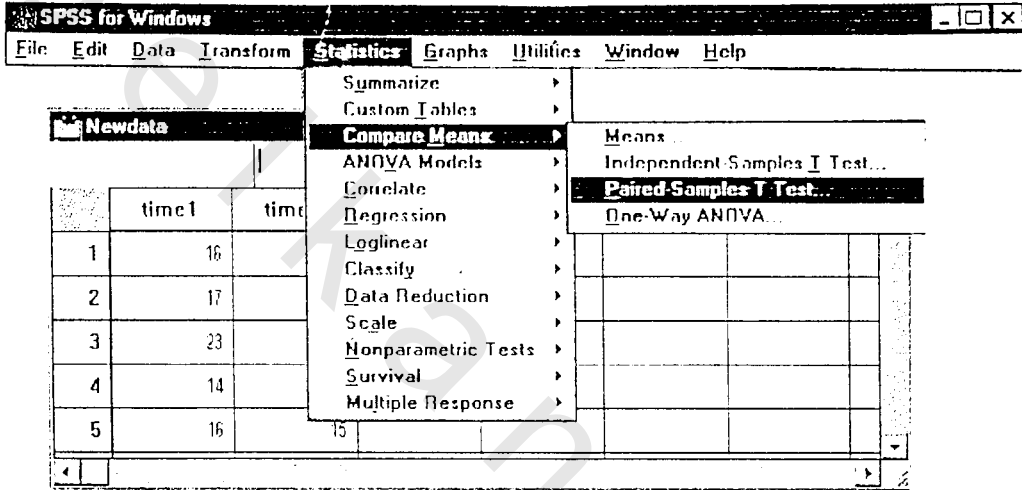 SPSS for Windows
File Edit Data Transform Statistics Graphs Utilities Window Help
Summarize
Custom Tables
Newdata
Compare Means
Means...
ANOVA Models
Independent-Samples T Test...
Correlate
Paired-Samples T Test...
time1
Regression
One-Way ANOVA...
Loglinear
1 16
Classify
2 17
Data Reduction
Scale
3 23
Nonparametric Tests
Survival
4 14
Multiple Response
5 16 15